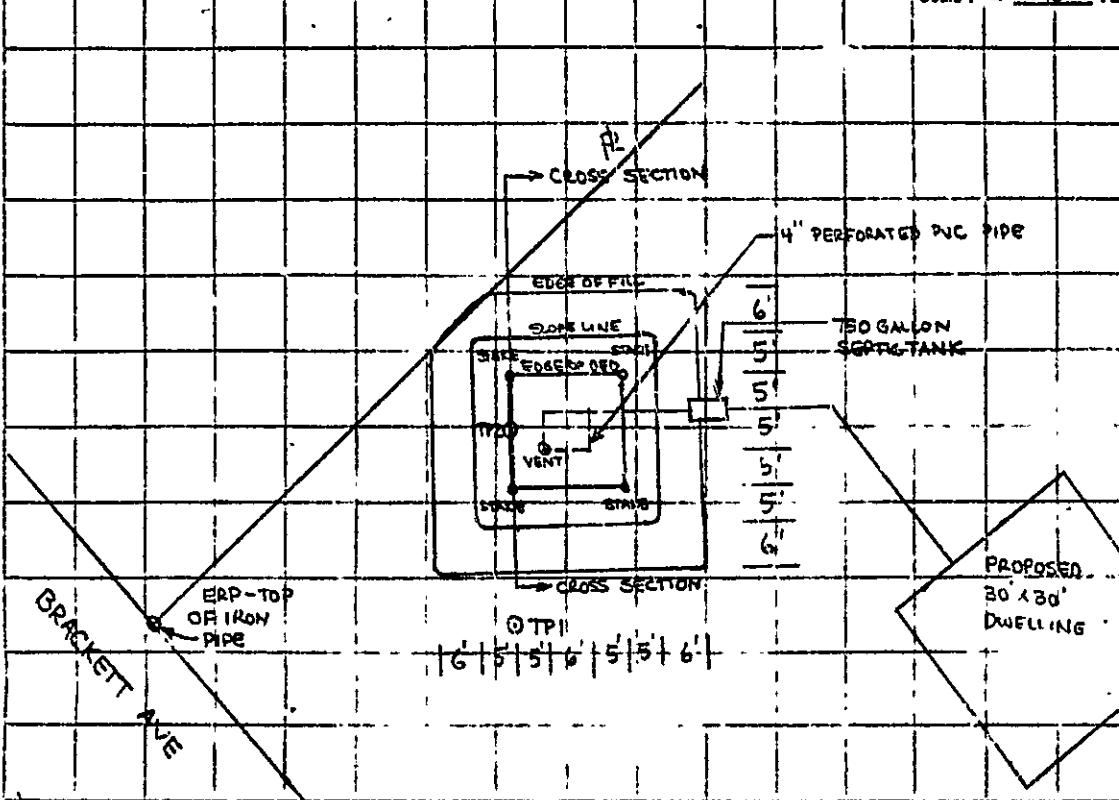 PL
CROSS SECTION
4" PERFORATED PVC PIPE
EDGE OF FILL
6'
750 GALLON
SEPTIC TANK
SLOPE LINE
5'
STAKE
STAKE
EDGE OF BED
5'
5'
TP2
VENT
5'
5'
STAKE
STAKE
6"
CROSS SECTION
PROPOSED
30' x 30'
DWELLING
ERP-TOP
OF IRON
PIPE
BRACKETT AVE
TP1
6' 5' 5' 6' 5' 5' 6'